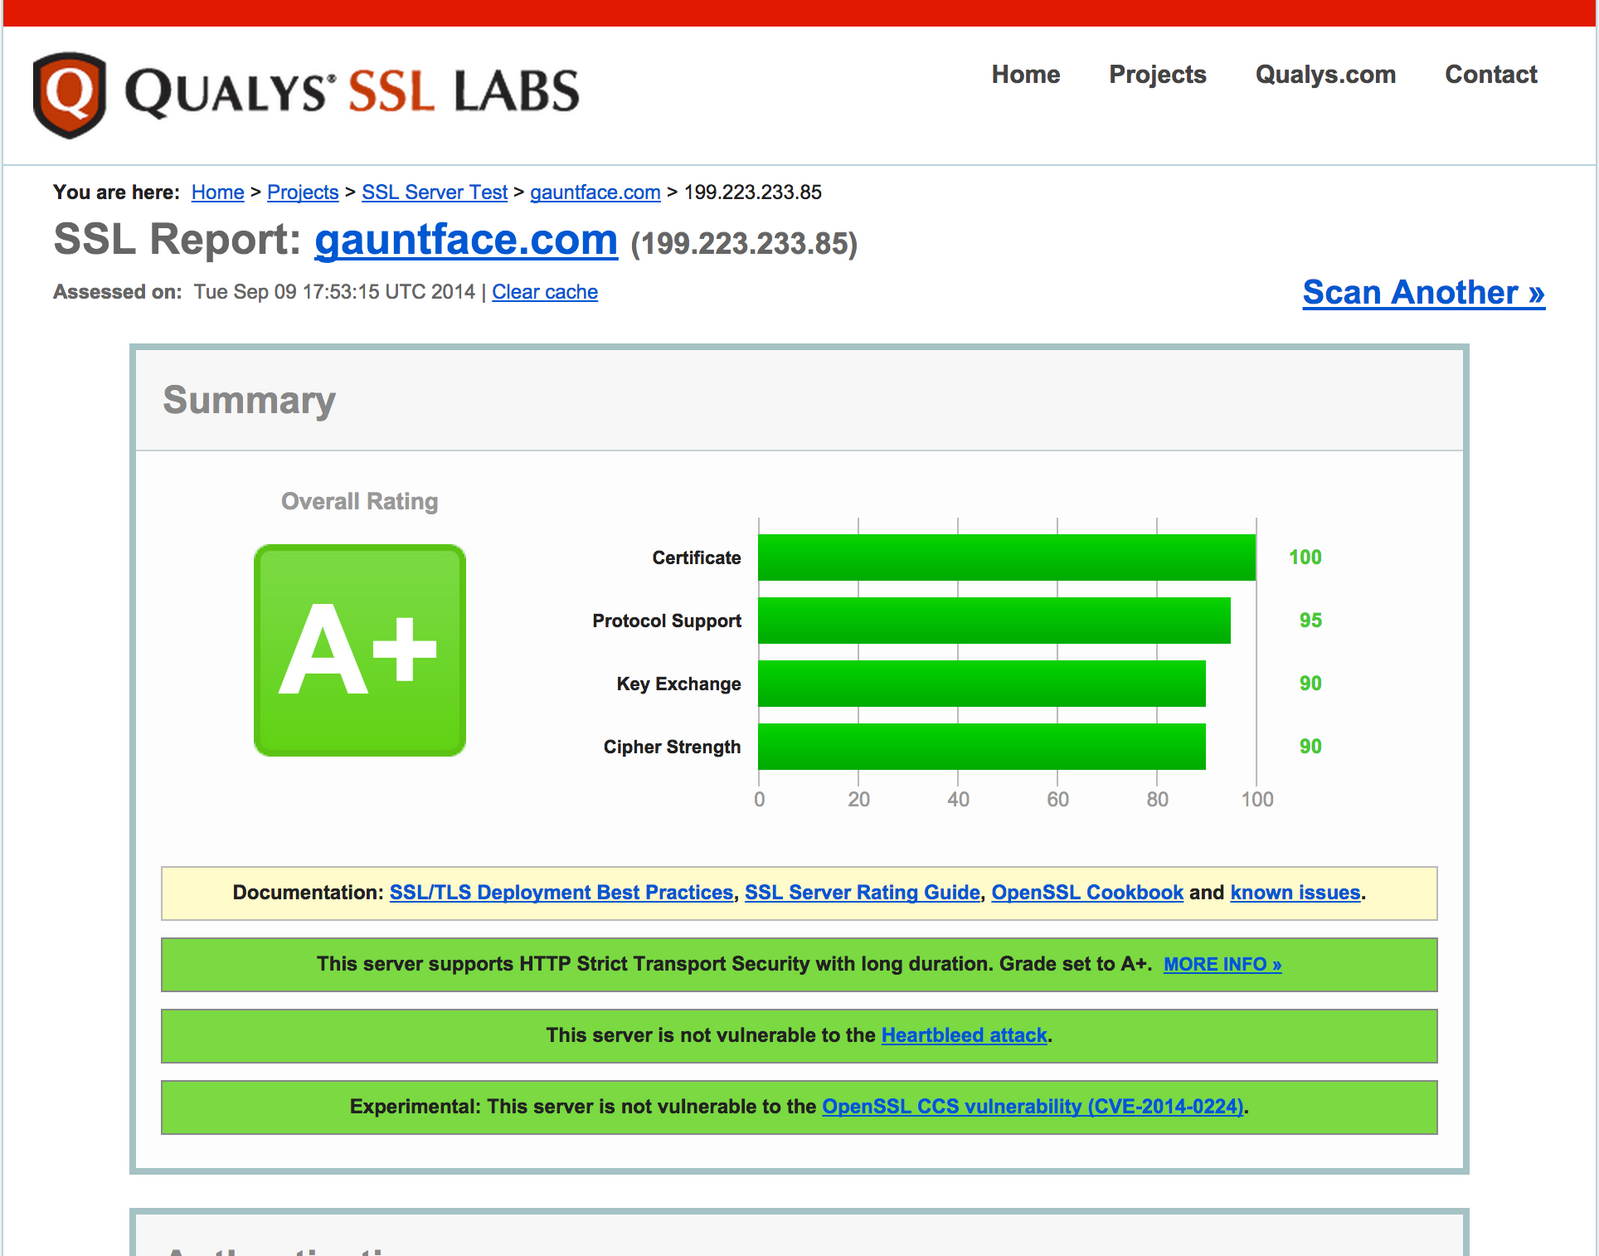 QUALYS® SSL LABS
Home Projects Qualys.com Contact
You are here: Home > Projects > SSL Server Test > gauntface.com > 199.223.233.85
SSL Report: gauntface.com (199.223.233.85)
Assessed on: Tue Sep 09 17:53:15 UTC 2014 | Clear cache
Scan Another »
Summary
Overall Rating
A+
Certificate 100
Protocol Support 95
Key Exchange 90
Cipher Strength 90
0 20 40 60 80 100
Documentation: SSL/TLS Deployment Best Practices, SSL Server Rating Guide, OpenSSL Cookbook and known issues.
This server supports HTTP Strict Transport Security with long duration. Grade set to A+. MORE INFO »
This server is not vulnerable to the Heartbleed attack.
Experimental: This server is not vulnerable to the OpenSSL CCS vulnerability (CVE-2014-0224).